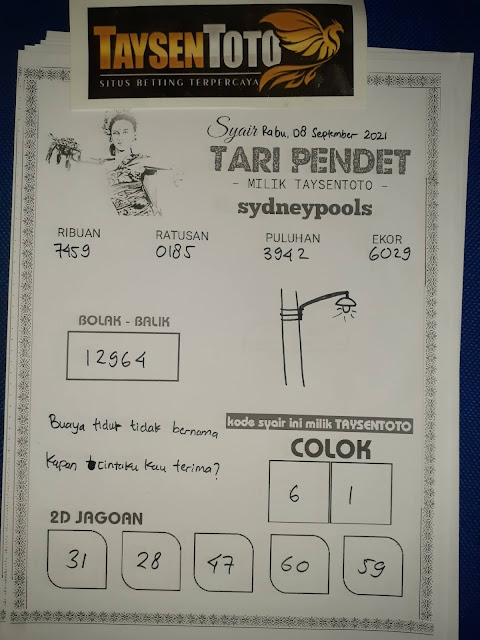 TAYSENTOTO
SITUS BETTING TERPERCAYA
Syair Rabu, 08 September 2021
TARI PENDET
- MILIK TAYSENTOTO -
sydneypools
RIBUAN RATUSAN PULUHAN EKOR
7459 0185 3942 6029
BOLAK - BALIK
12964
Buaya tidur tidak bernama
Kapan cintaku kau terima?
kode syair ini milik TAYSENTOTO
COLOK
6 1
2D JAGOAN
31 28 47 60 59